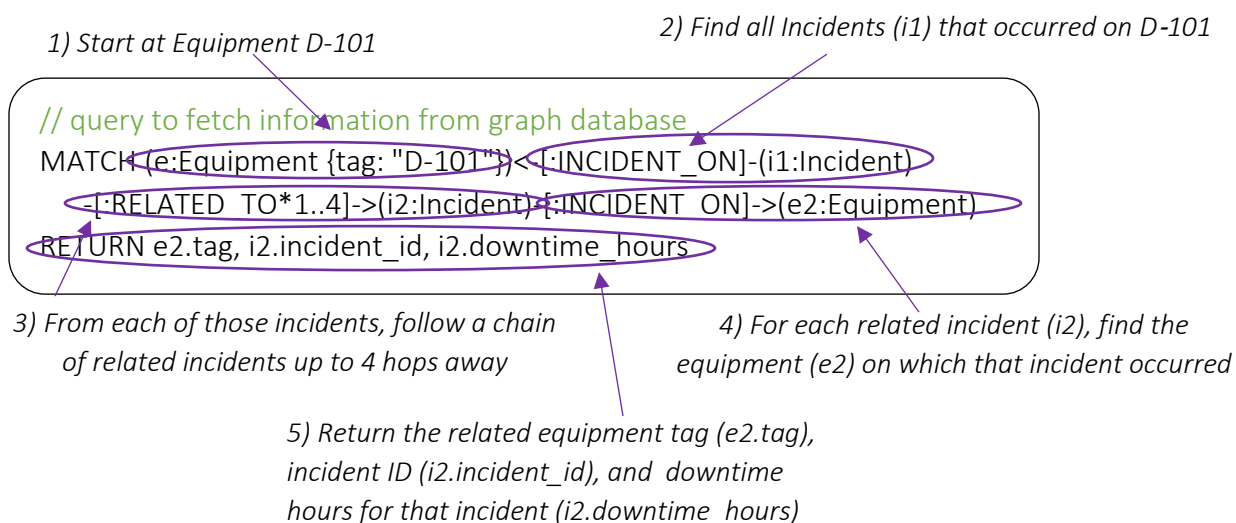 1) Start at Equipment D-101
2) Find all Incidents (i1) that occurred on D-101
// query to fetch information from graph database
MATCH (e:Equipment {tag: "D-101"})<-[:INCIDENT_ON]-(i1:Incident)
-[:RELATED_TO*1..4]->(i2:Incident)-[:INCIDENT_ON]->(e2:Equipment)
RETURN e2.tag, i2.incident_id, i2.downtime_hours
3) From each of those incidents, follow a chain
of related incidents up to 4 hops away
4) For each related incident (i2), find the
equipment (e2) on which that incident occurred
5) Return the related equipment tag (e2.tag),
incident ID (i2.incident_id), and downtime
hours for that incident (i2.downtime_hours)